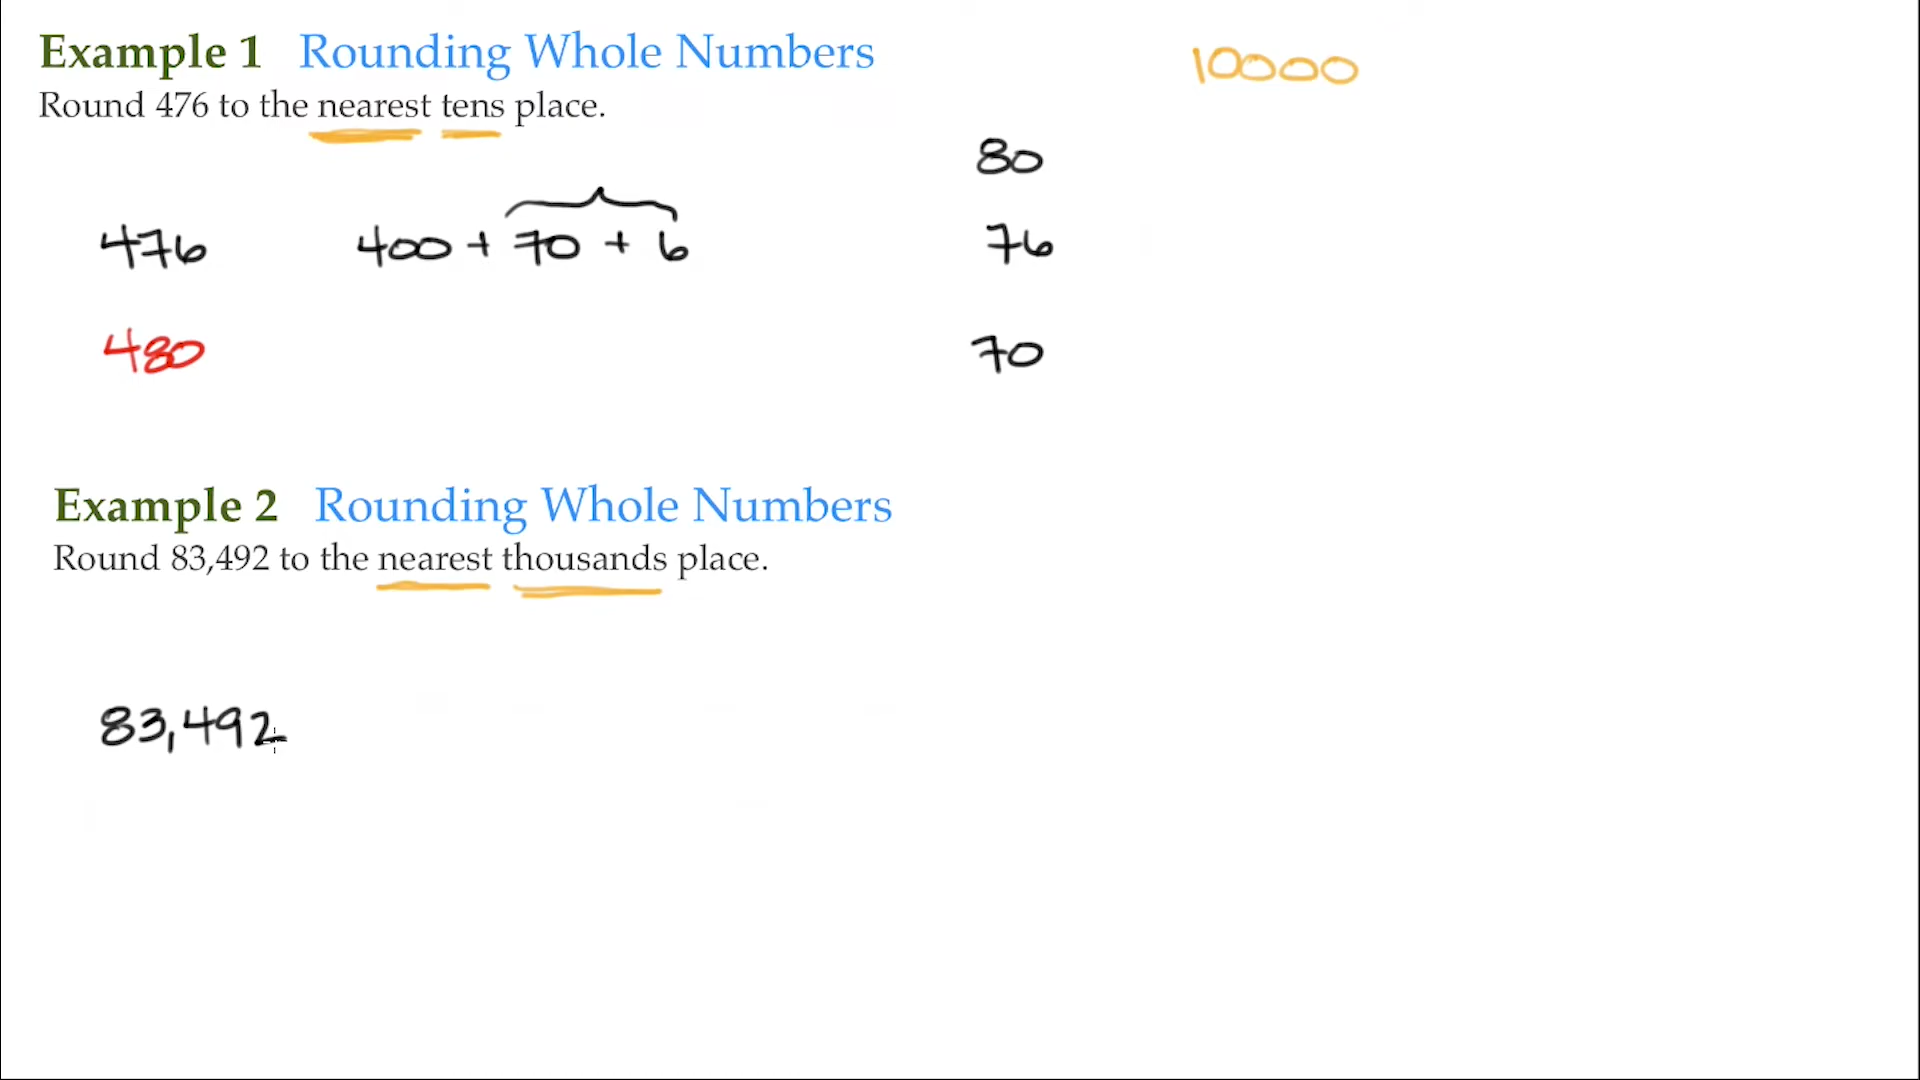 Example 1 Rounding Whole Numbers
10000
Round 476 to the nearest tens place.
80
476 400 + 70 + 6 76
480 70
Example 2 Rounding Whole Numbers
Round 83,492 to the nearest thousands place.
83,492